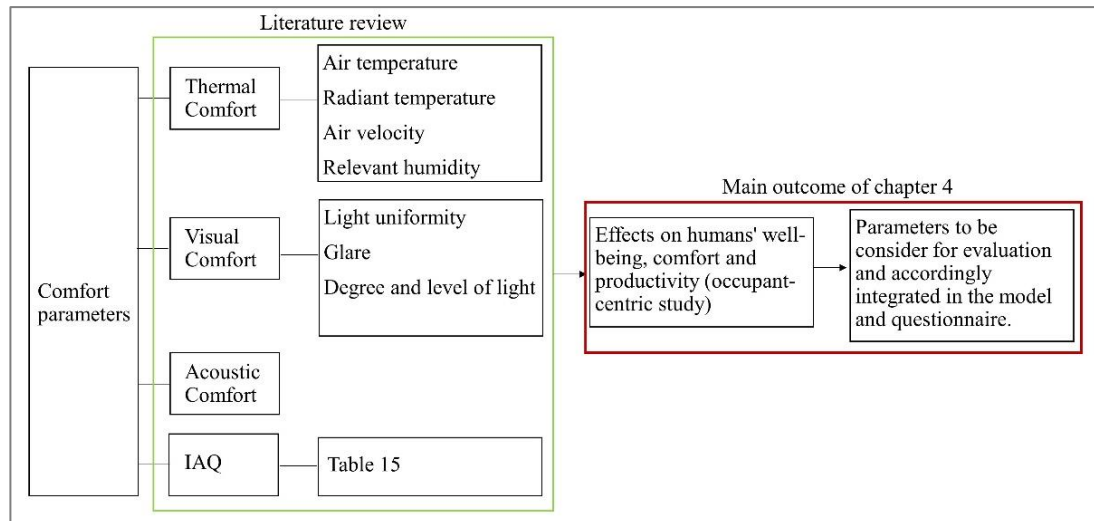 Literature review
Comfort
parameters
Thermal
Comfort
Air temperature
Radiant temperature
Air velocity
Relevant humidity
Visual
Comfort
Light uniformity
Glare
Degree and level of light
Acoustic
Comfort
IAQ
Table 15
Main outcome of chapter 4
Effects on humans' well-
being, comfort and
productivity (occupant-
centric study)
Parameters to be
consider for evaluation
and accordingly
integrated in the model
and questionnaire.